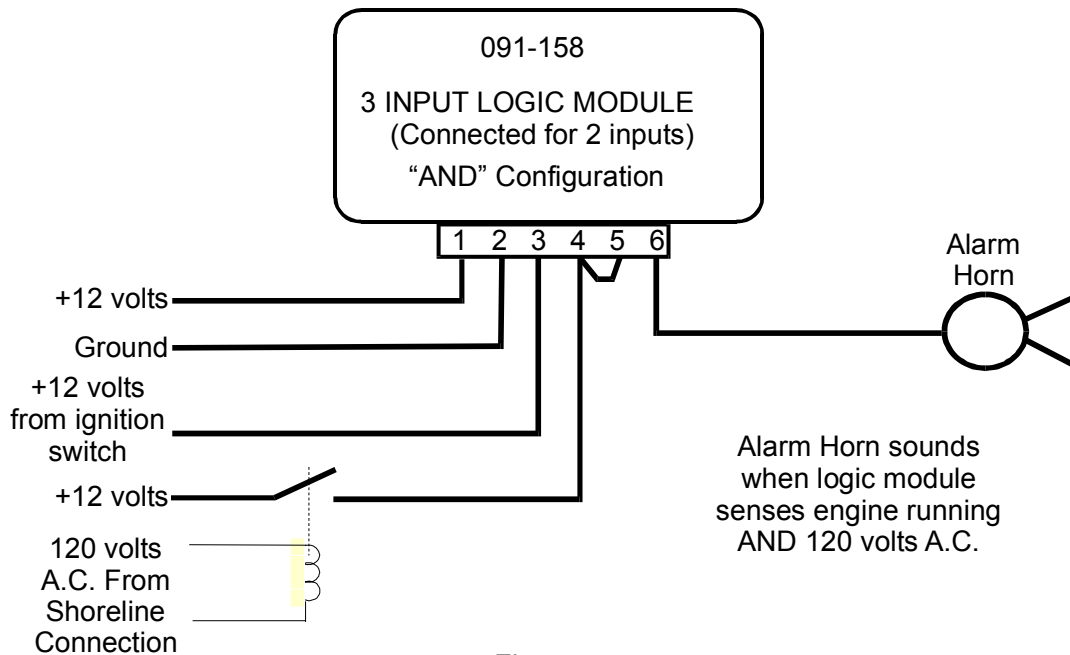 091-158
3 INPUT LOGIC MODULE
(Connected for 2 inputs)
“AND” Configuration
1 2 3 4 5 6
Alarm
Horn
+12 volts
Ground
+12 volts
from ignition
switch
+12 volts
120 volts
A.C. From
Shoreline
Connection
Alarm Horn sounds
when logic module
senses engine running
AND 120 volts A.C.